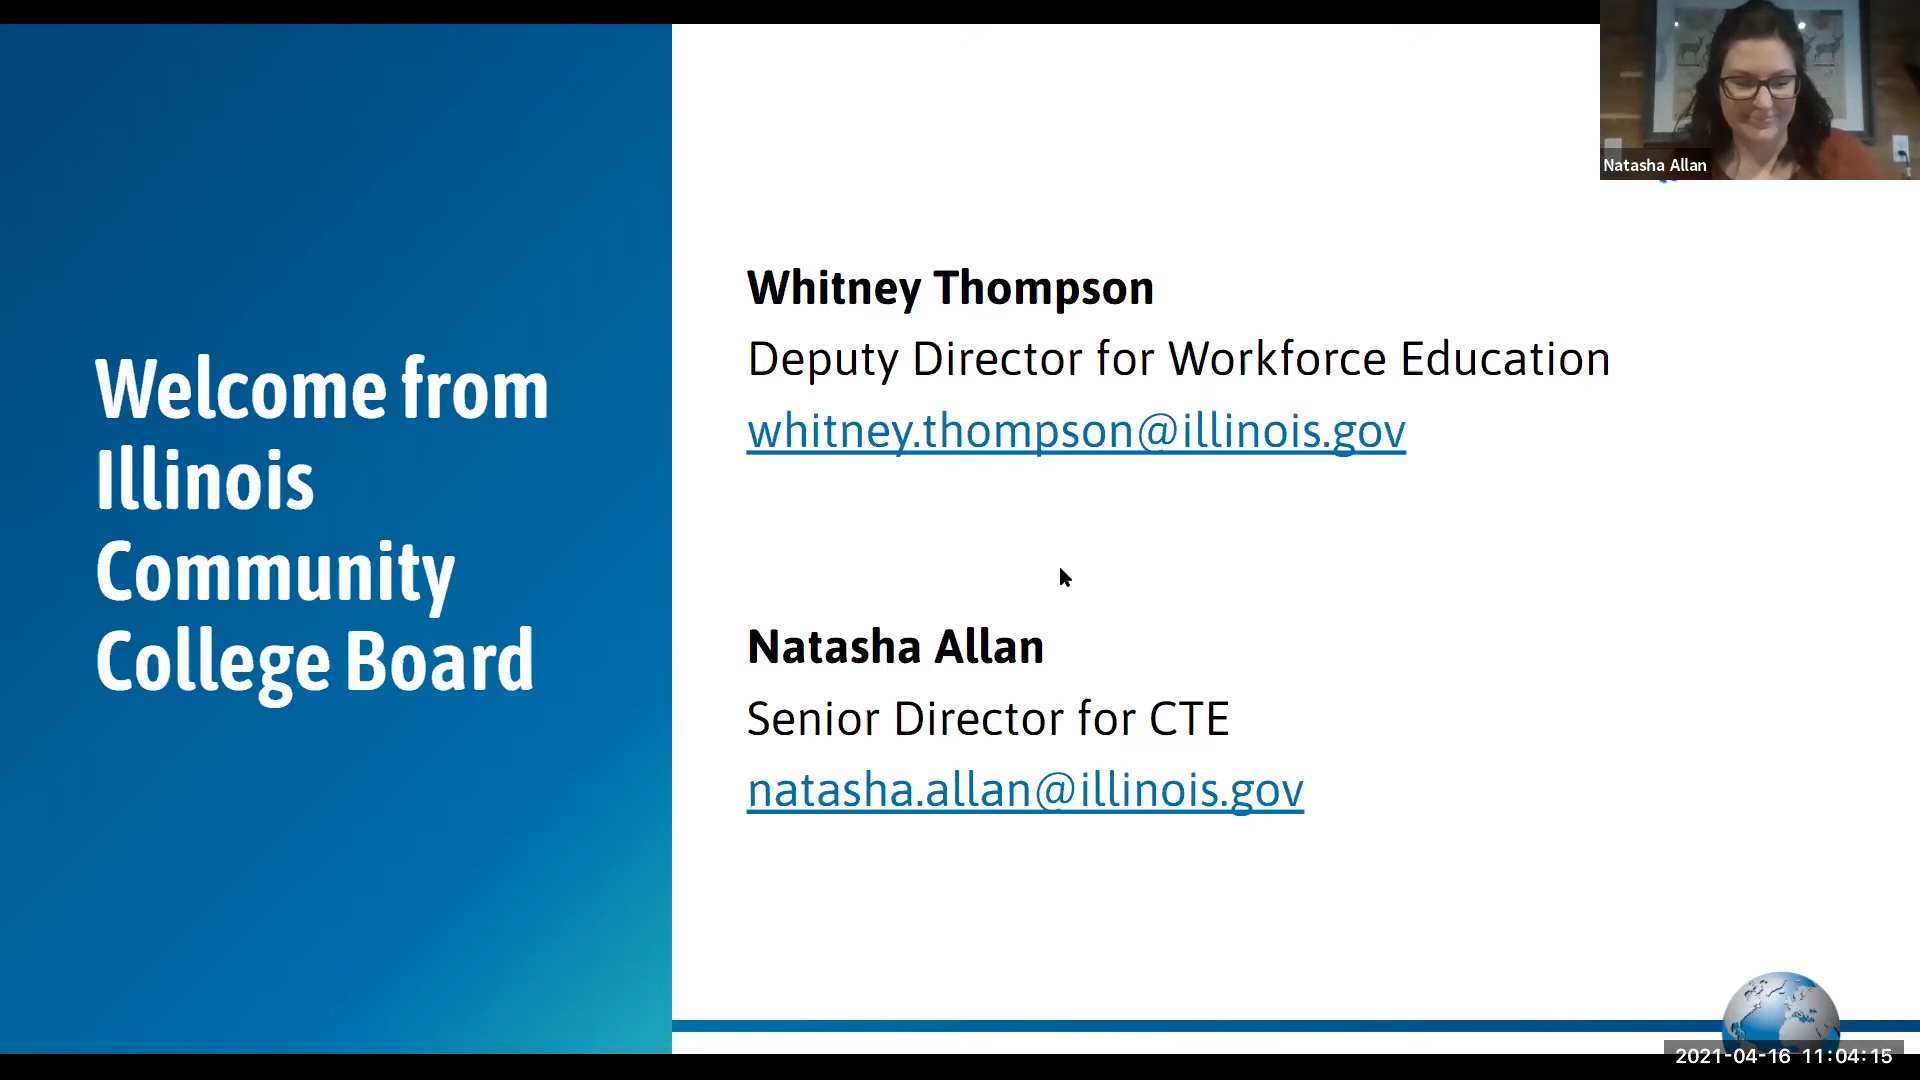 Natasha Allan
Welcome from
Illinois
Community
College Board
Whitney Thompson
Deputy Director for Workforce Education
whitney.thompson@illinois.gov
Natasha Allan
Senior Director for CTE
natasha.allan@illinois.gov
2021-04-16 11:04:15